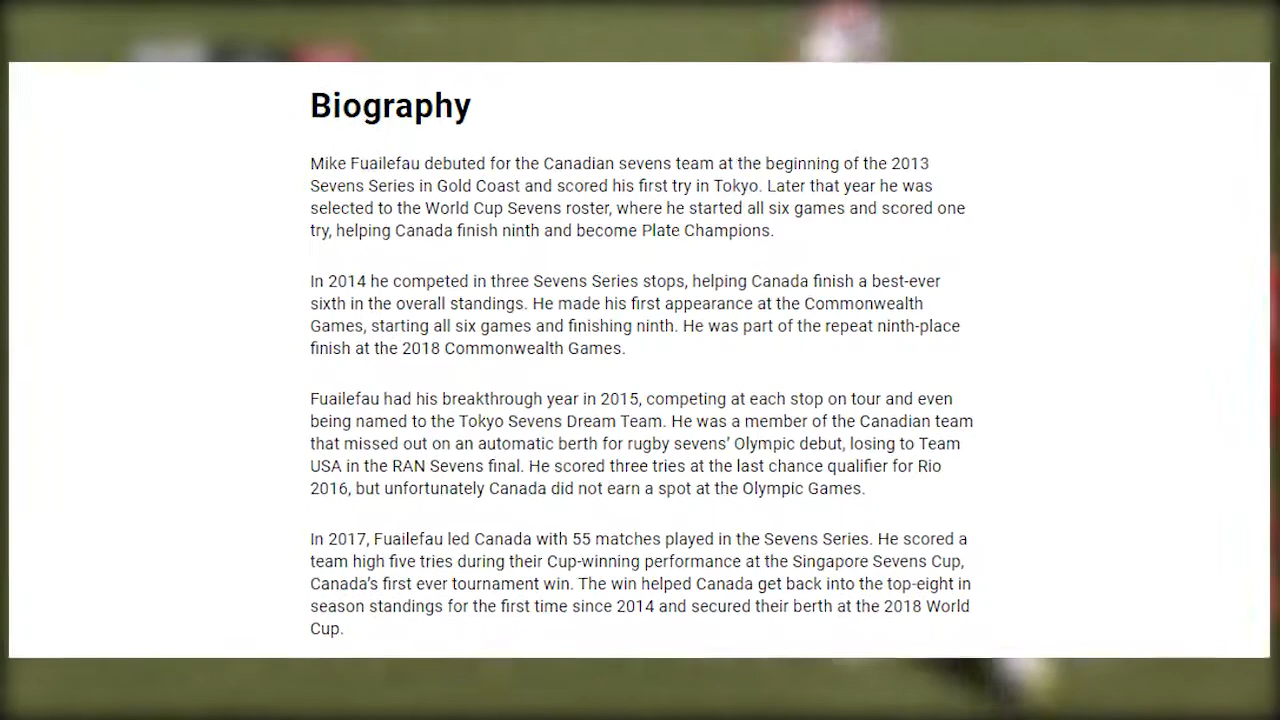 Biography
Mike Fuailefau debuted for the Canadian sevens team at the beginning of the 2013
Sevens Series in Gold Coast and scored his first try in Tokyo. Later that year he was
selected to the World Cup Sevens roster, where he started all six games and scored one
try, helping Canada finish ninth and become Plate Champions.
In 2014 he competed in three Sevens Series stops, helping Canada finish a best-ever
sixth in the overall standings. He made his first appearance at the Commonwealth
Games, starting all six games and finishing ninth. He was part of the repeat ninth-place
finish at the 2018 Commonwealth Games.
Fuailefau had his breakthrough year in 2015, competing at each stop on tour and even
being named to the Tokyo Sevens Dream Team. He was a member of the Canadian team
that missed out on an automatic berth for rugby sevens’ Olympic debut, losing to Team
USA in the RAN Sevens final. He scored three tries at the last chance qualifier for Rio
2016, but unfortunately Canada did not earn a spot at the Olympic Games.
In 2017, Fuailefau led Canada with 55 matches played in the Sevens Series. He scored a
team high five tries during their Cup-winning performance at the Singapore Sevens Cup,
Canada’s first ever tournament win. The win helped Canada get back into the top-eight in
season standings for the first time since 2014 and secured their berth at the 2018 World
Cup.